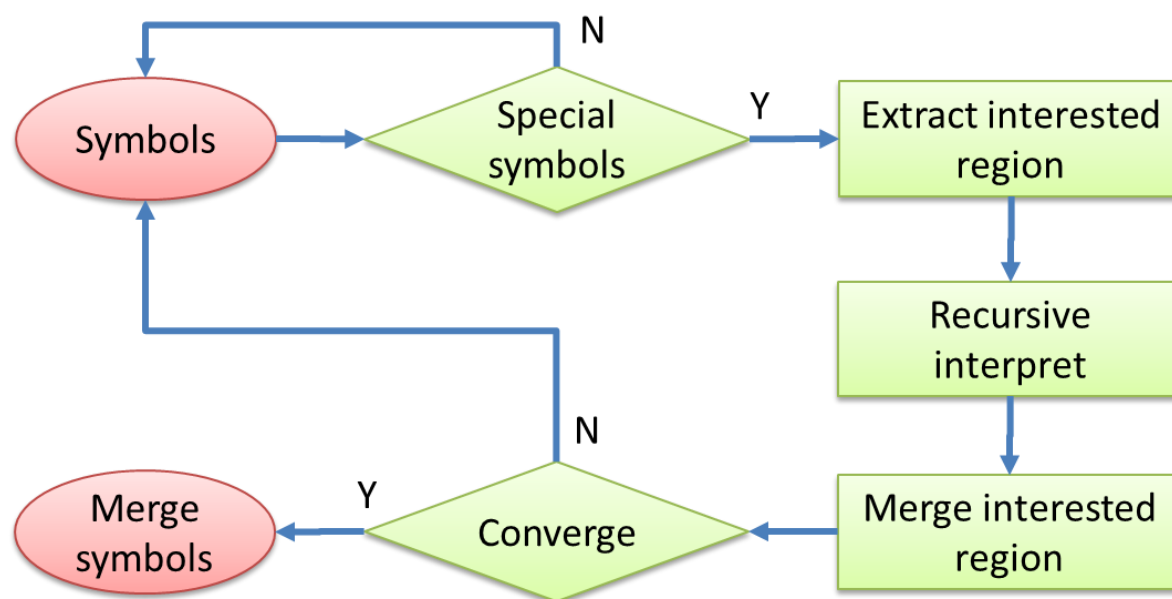 N
Symbols
Special
symbols
Y
Extract interested
region
Recursive
interpret
N
Merge
symbols
Y
Converge
Merge interested
region